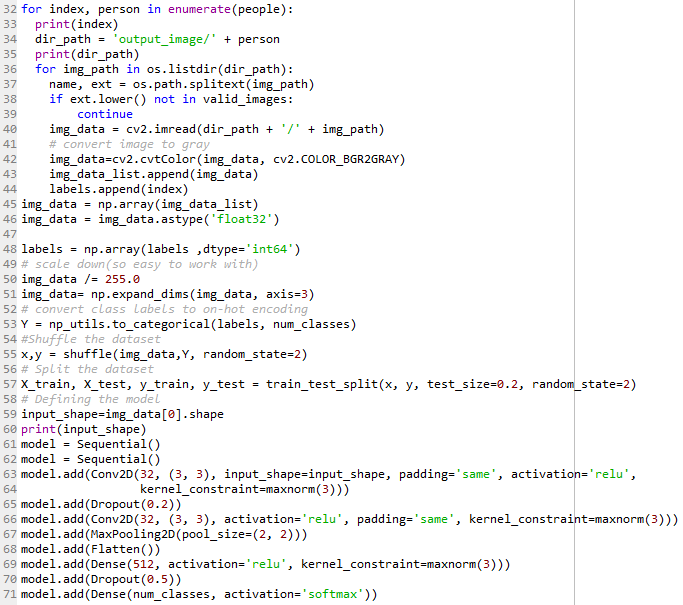 32 for index, person in enumerate(people):
33   print(index)
34   dir_path = 'output_image/' + person
35   print(dir_path)
36   for img_path in os.listdir(dir_path):
37     name, ext = os.path.splitext(img_path)
38     if ext.lower() not in valid_images:
39         continue
40     img_data = cv2.imread(dir_path + '/' + img_path)
41     # convert image to gray
42     img_data=cv2.cvtColor(img_data, cv2.COLOR_BGR2GRAY)
43     img_data_list.append(img_data)
44     labels.append(index)
45 img_data = np.array(img_data_list)
46 img_data = img_data.astype('float32')
47
48 labels = np.array(labels ,dtype='int64')
49 # scale down(so easy to work with)
50 img_data /= 255.0
51 img_data= np.expand_dims(img_data, axis=3)
52 # convert class labels to on-hot encoding
53 Y = np_utils.to_categorical(labels, num_classes)
54 #Shuffle the dataset
55 x,y = shuffle(img_data,Y, random_state=2)
56 # Split the dataset
57 X_train, X_test, y_train, y_test = train_test_split(x, y, test_size=0.2, random_state=2)
58 # Defining the model
59 input_shape=img_data[0].shape
60 print(input_shape)
61 model = Sequential()
62 model = Sequential()
63 model.add(Conv2D(32, (3, 3), input_shape=input_shape, padding='same', activation='relu',
64                  kernel_constraint=maxnorm(3)))
65 model.add(Dropout(0.2))
66 model.add(Conv2D(32, (3, 3), activation='relu', padding='same', kernel_constraint=maxnorm(3)))
67 model.add(MaxPooling2D(pool_size=(2, 2)))
68 model.add(Flatten())
69 model.add(Dense(512, activation='relu', kernel_constraint=maxnorm(3)))
70 model.add(Dropout(0.5))
71 model.add(Dense(num_classes, activation='softmax'))